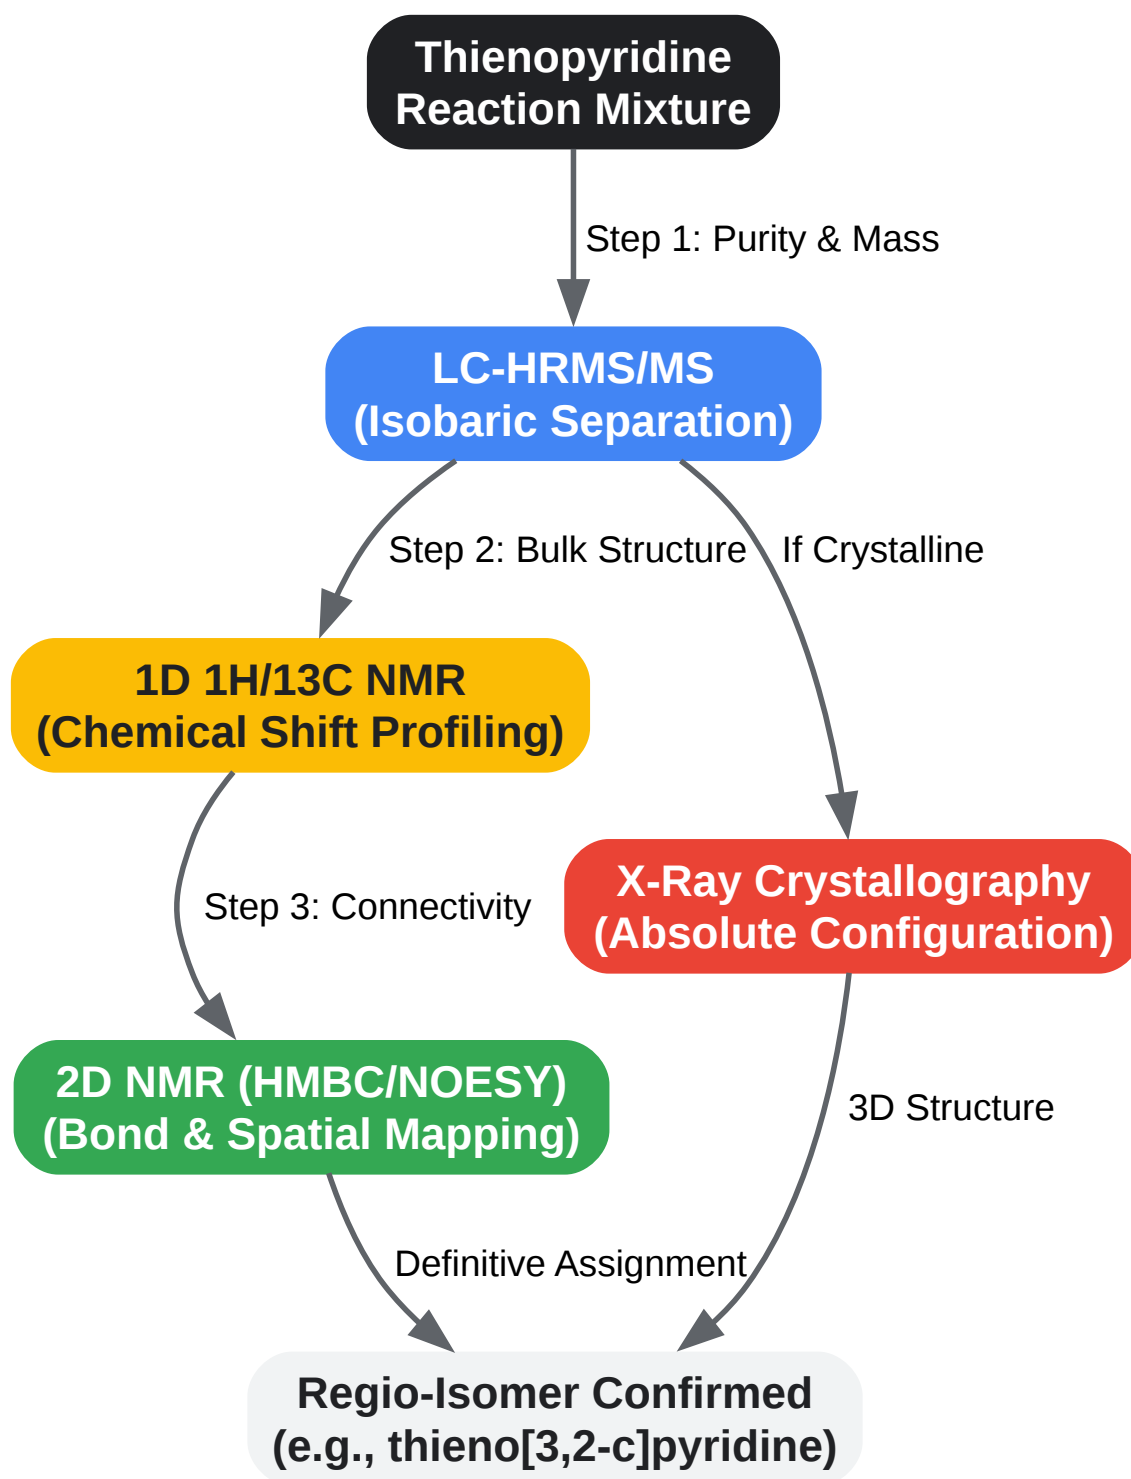 Thienopyridine
Reaction Mixture
Step 1: Purity & Mass
LC-HRMS/MS
(Isobaric Separation)
Step 2: Bulk Structure
If Crystalline
1D 1H/13C NMR
(Chemical Shift Profiling)
X-Ray Crystallography
(Absolute Configuration)
Step 3: Connectivity
2D NMR (HMBC/NOESY)
(Bond & Spatial Mapping)
3D Structure
Definitive Assignment
Regio-Isomer Confirmed
(e.g., thieno[3,2-c]pyridine)